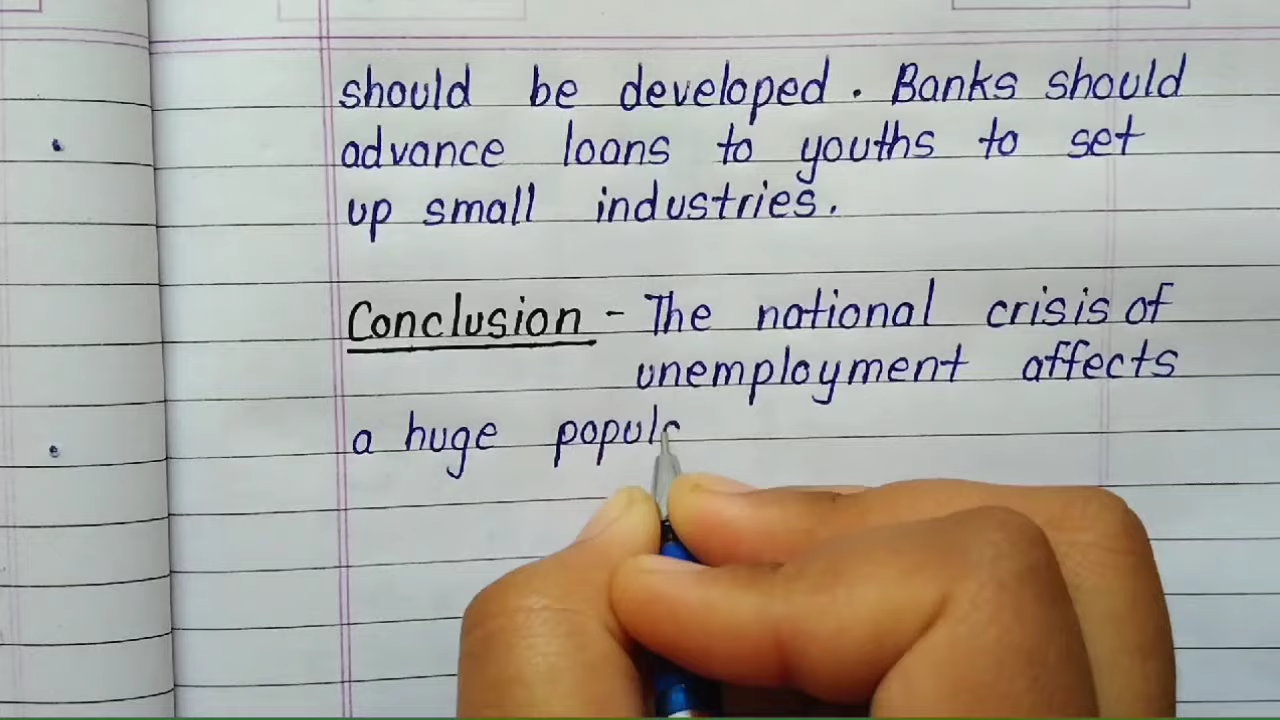 should be developed. Banks should
advance loans to youths to set
up small industries.
Conclusion - The national crisis of
unemployment affects
a huge popul